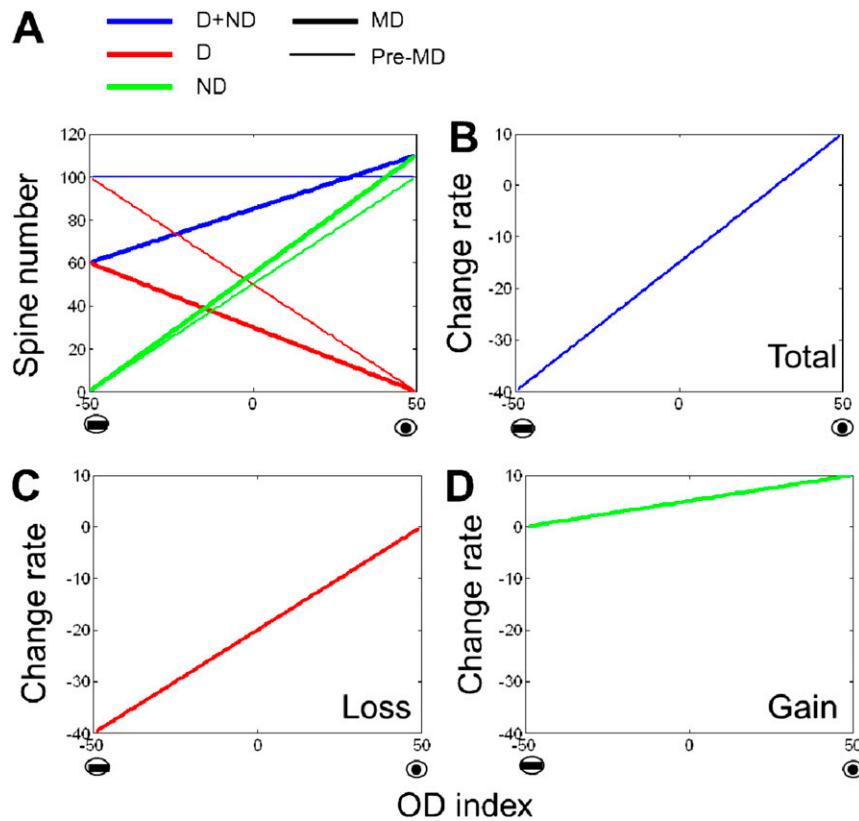 A
D+ND
MD
D
Pre-MD
ND
Spine number
120
100
80
60
40
20
0
-50
0
50
B
Change rate
10
0
-10
-20
-30
-40
-50
0
50
Total
C
Change rate
10
0
-10
-20
-30
-40
-50
0
50
Loss
D
Change rate
10
0
-10
-20
-30
-40
-50
0
50
Gain
OD index